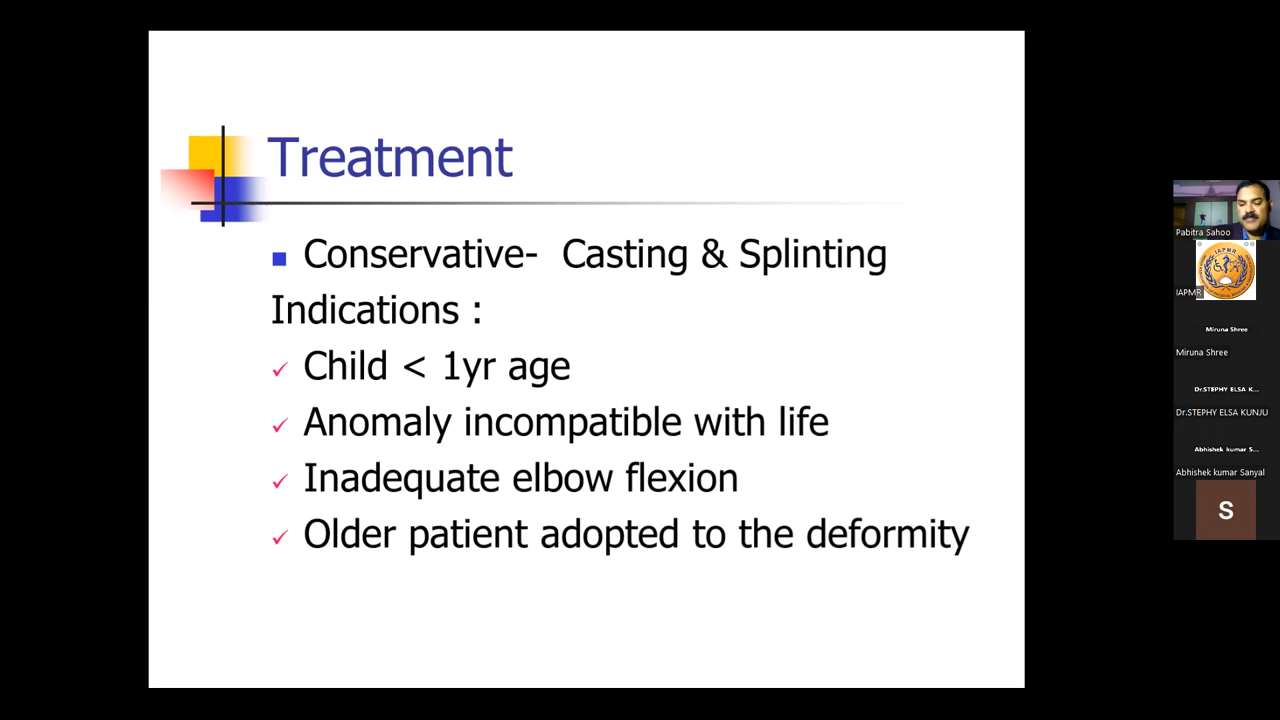 Treatment
Conservative- Casting & Splinting
Indications :
Child < 1yr age
Anomaly incompatible with life
Inadequate elbow flexion
Older patient adopted to the deformity
Pabitra Sahoo
IAPMR
IAPMR
Miruna Shree
Miruna Shree
Dr.STEPHY ELSA K...
Dr.STEPHY ELSA KUNJU
Abhishek kumar S...
Abhishek kumar Sanyal
S